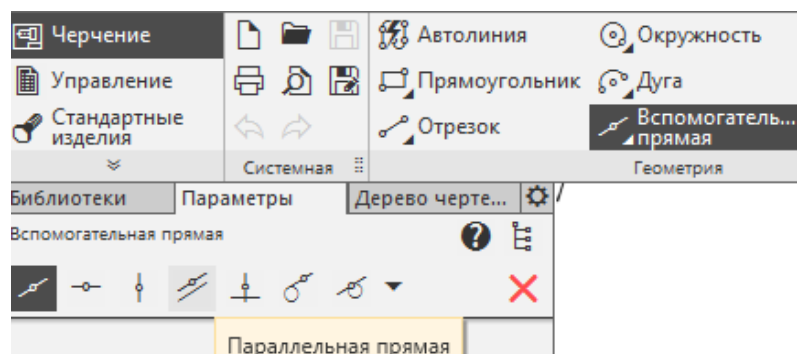 Черчение
Автолиния
Окружность
Управление
Прямоугольник
Дуга
Стандартные
изделия
Отрезок
Вспомогатель...
прямая
Системная
Геометрия
Библиотеки
Параметры
Дерево черте...
Вспомогательная прямая
?
Параллельная прямая